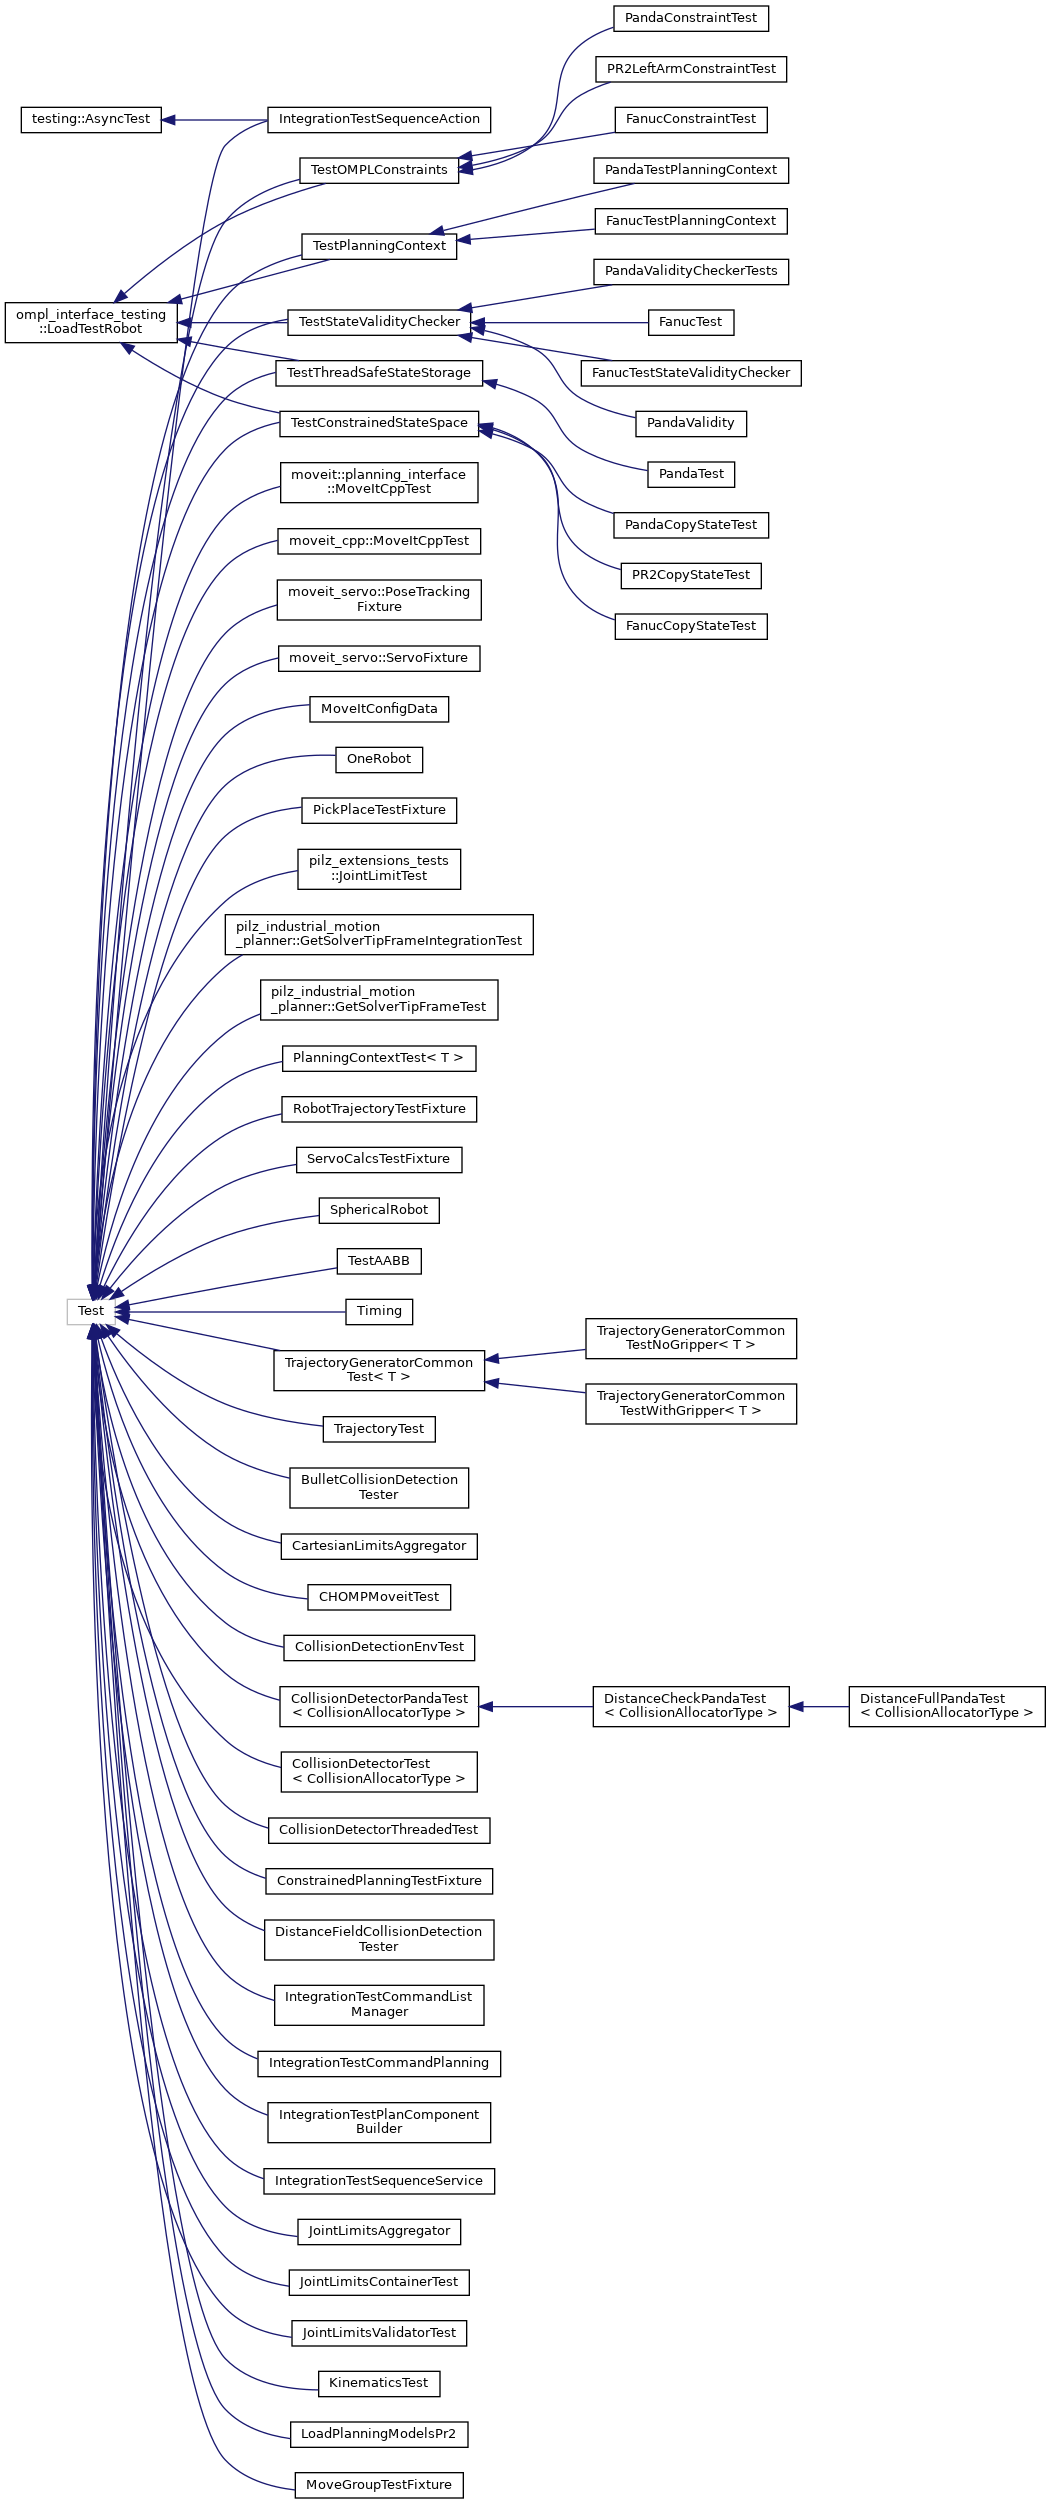 PandaConstraintTest
PR2LeftArmConstraintTest
testing::AsyncTest
IntegrationTestSequenceAction
FanucConstraintTest
TestOMPLConstraints
PandaTestPlanningContext
FanucTestPlanningContext
TestPlanningContext
PandaValidityCheckerTests
ompl_interface_testing
::LoadTestRobot
TestStateValidityChecker
FanucTest
TestThreadSafeStateStorage
FanucTestStateValidityChecker
TestConstrainedStateSpace
PandaValidity
moveit::planning_interface
::MoveItCppTest
PandaTest
PandaCopyStateTest
moveit_cpp::MoveItCppTest
PR2CopyStateTest
moveit_servo::PoseTracking
Fixture
FanucCopyStateTest
moveit_servo::ServoFixture
MoveItConfigData
OneRobot
PickPlaceTestFixture
pilz_extensions_tests
::JointLimitTest
pilz_industrial_motion
_planner::GetSolverTipFrameIntegrationTest
pilz_industrial_motion
_planner::GetSolverTipFrameTest
PlanningContextTest< T >
RobotTrajectoryTestFixture
ServoCalcsTestFixture
SphericalRobot
TestAABB
Test
Timing
TrajectoryGeneratorCommon
Test< T >
TrajectoryGeneratorCommon
TestNoGripper< T >
TrajectoryGeneratorCommon
TestWithGripper< T >
TrajectoryTest
BulletCollisionDetection
Tester
CartesianLimitsAggregator
CHOMPMoveitTest
CollisionDetectionEnvTest
CollisionDetectorPandaTest
< CollisionAllocatorType >
DistanceCheckPandaTest
< CollisionAllocatorType >
DistanceFullPandaTest
< CollisionAllocatorType >
CollisionDetectorTest
< CollisionAllocatorType >
CollisionDetectorThreadedTest
ConstrainedPlanningTestFixture
DistanceFieldCollisionDetection
Tester
IntegrationTestCommandList
Manager
IntegrationTestCommandPlanning
IntegrationTestPlanComponent
Builder
IntegrationTestSequenceService
JointLimitsAggregator
JointLimitsContainerTest
JointLimitsValidatorTest
KinematicsTest
LoadPlanningModelsPr2
MoveGroupTestFixture